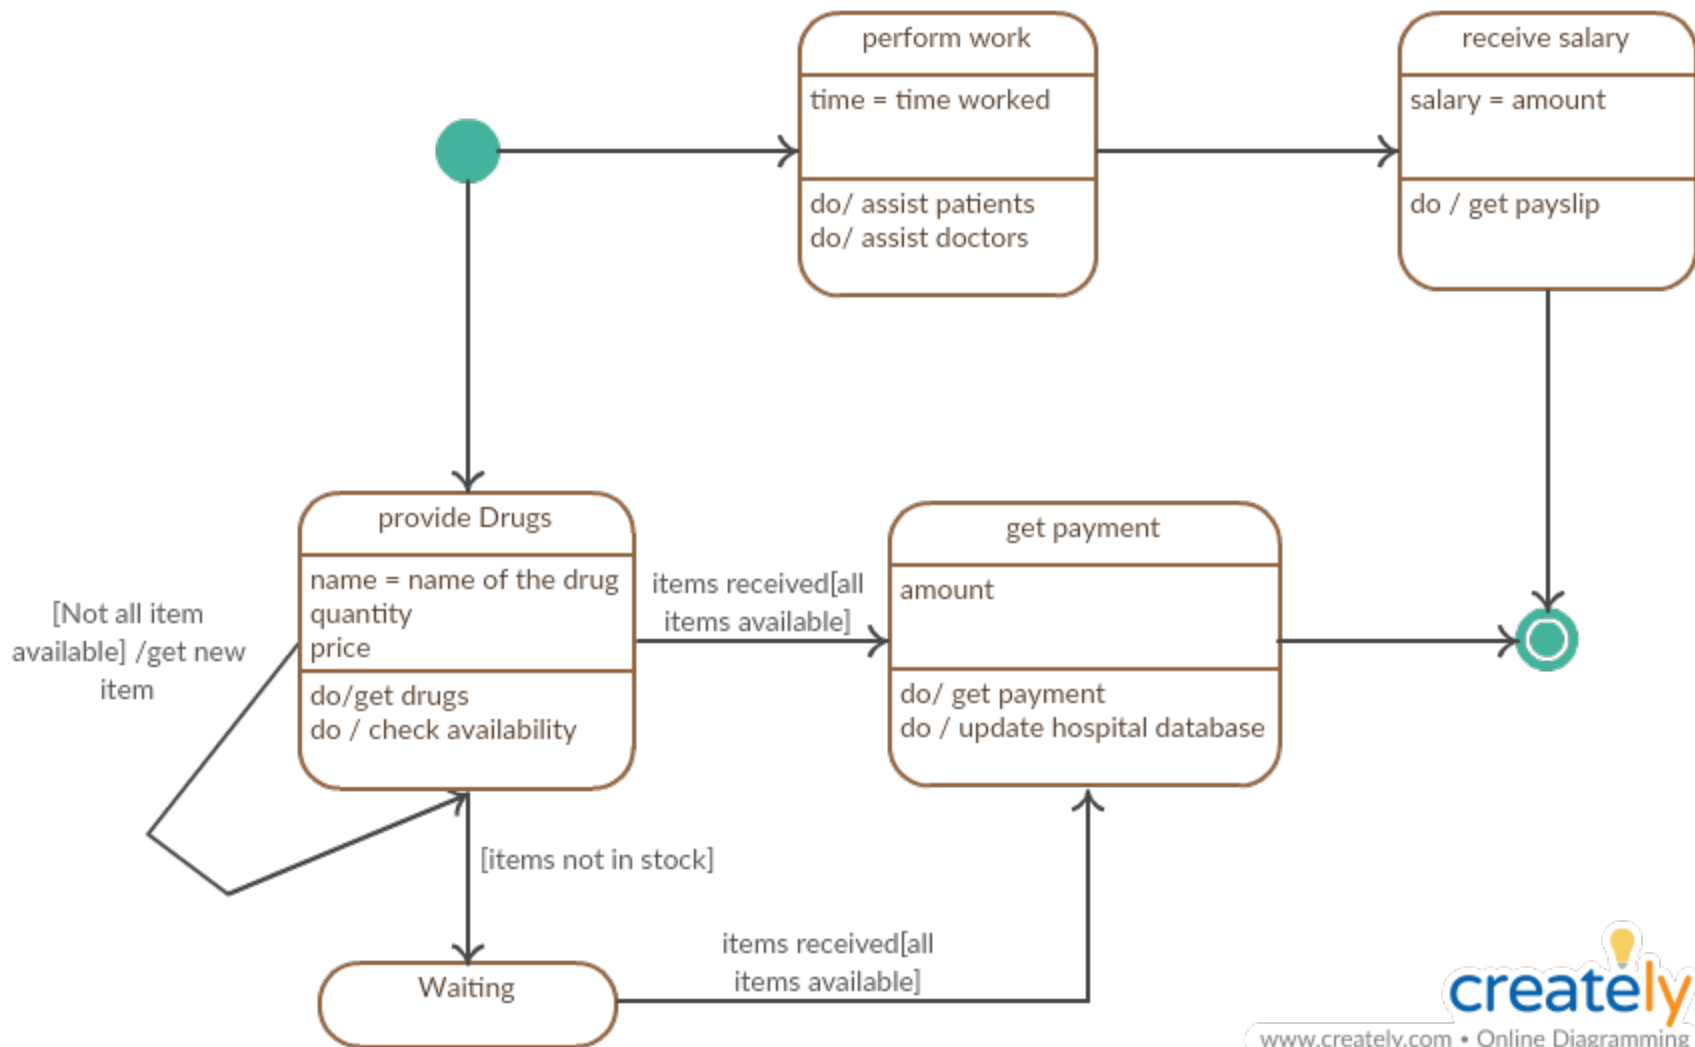 perform work
time = time worked
do/ assist patients
do/ assist doctors
receive salary
salary = amount
do / get payslip
provide Drugs
name = name of the drug
quantity
price
do/get drugs
do / check availability
[Not all item
available] /get new
item
items received[all
items available]
get payment
amount
do/ get payment
do / update hospital database
[items not in stock]
Waiting
items received[all
items available]
creately
www.creately.com • Online Diagramming